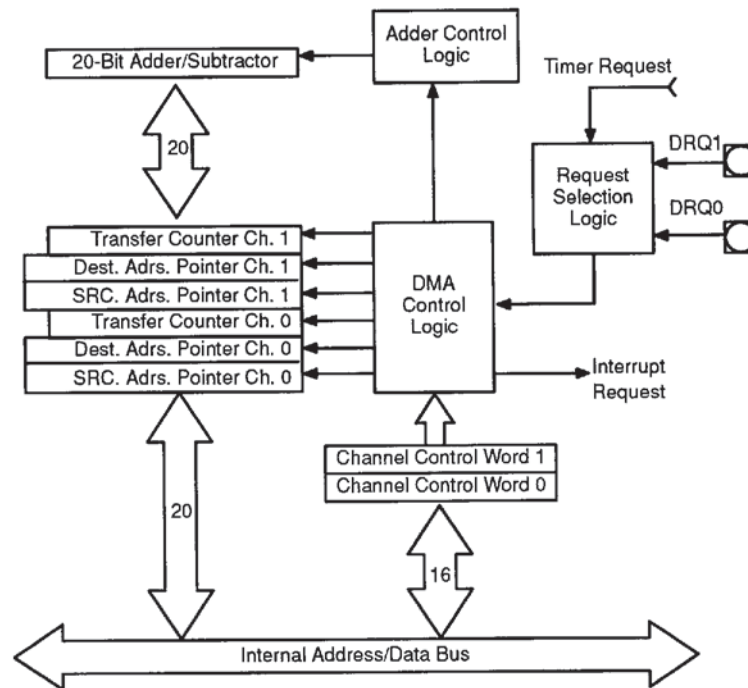 Adder Control
Logic
20-Bit Adder/Subtractor
Timer Request
20
DRQ1
Request
Selection
Logic
DRQ0
Transfer Counter Ch. 1
Dest. Adrs. Pointer Ch. 1
SRC. Adrs. Pointer Ch. 1
Transfer Counter Ch. 0
Dest. Adrs. Pointer Ch. 0
SRC. Adrs. Pointer Ch. 0
DMA
Control
Logic
Interrupt
Request
Channel Control Word 1
Channel Control Word 0
20
16
Internal Address/Data Bus